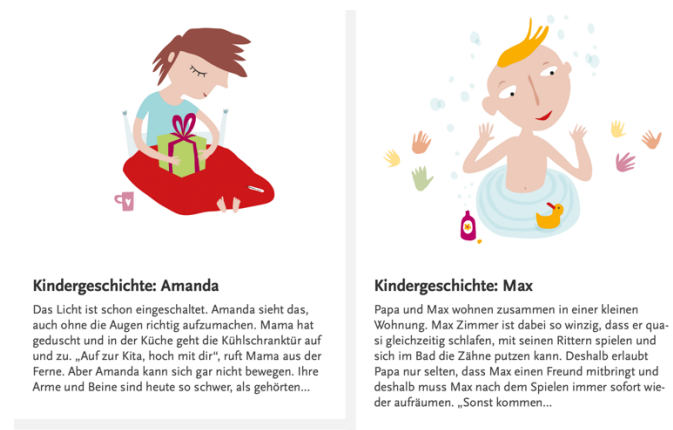 Kindergeschichte: Amanda
Das Licht ist schon eingeschaltet. Amanda sieht das,
auch ohne die Augen richtig aufzumachen. Mama hat
geduscht und in der Küche geht die Kühlschranktür auf
und zu. „Auf zur Kita, hoch mit dir“, ruft Mama aus der
Ferne. Aber Amanda kann sich gar nicht bewegen. Ihre
Arme und Beine sind heute so schwer, als gehörten...
Kindergeschichte: Max
Papa und Max wohnen zusammen in einer kleinen
Wohnung. Max Zimmer ist dabei so winzig, dass er qua-
si gleichzeitig schlafen, mit seinen Rittern spielen und
sich im Bad die Zähne putzen kann. Deshalb erlaubt
Papa nur selten, dass Max einen Freund mitbringt und
deshalb muss Max nach dem Spielen immer sofort wie-
der aufräumen. „Sonst kommen...